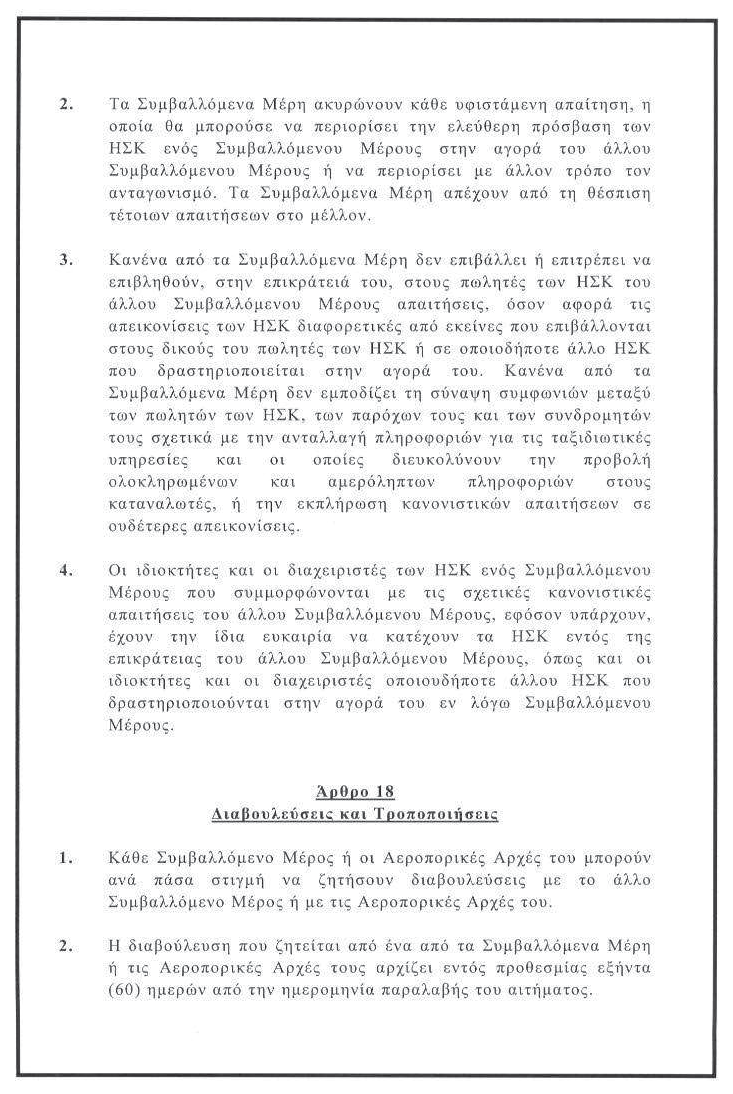 2. Τα Συμβαλλόμενα Μέρη ακυρώνουν κάθε υφιστάμενη απαίτηση, η
οποία θα μπορούσε να περιορίσει την ελεύθερη πρόσβαση των
ΗΣΚ ενός Συμβαλλόμενου Μέρους στην αγορά του άλλου
Συμβαλλόμενου Μέρους ή να περιορίσει με άλλον τρόπο τον
ανταγωνισμό. Τα Συμβαλλόμενα Μέρη απέχουν από τη θέσπιση
τέτοιων απαιτήσεων στο μέλλον.
3. Κανένα από τα Συμβαλλόμενα Μέρη δεν επιβάλλει ή επιτρέπει να
επιβληθούν, στην επικράτειά του, στους πωλητές των ΗΣΚ του
άλλου Συμβαλλόμενου Μέρους απαιτήσεις, όσον αφορά τις
απεικονίσεις των ΗΣΚ διαφορετικές από εκείνες που επιβάλλονται
στους δικούς του πωλητές των ΗΣΚ ή σε οποιοδήποτε άλλο ΗΣΚ
που δραστηριοποιείται στην αγορά του. Κανένα από τα
Συμβαλλόμενα Μέρη δεν εμποδίζει τη σύναψη συμφωνιών μεταξύ
των πωλητών των ΗΣΚ, των παρόχων τους και των συνδρομητών
τους σχετικά με την ανταλλαγή πληροφοριών για τις ταξιδιωτικές
υπηρεσίες και οι οποίες διευκολύνουν την προβολή
ολοκληρωμένων και αμερόληπτων πληροφοριών στους
καταναλωτές, ή την εκπλήρωση κανονιστικών απαιτήσεων σε
ουδέτερες απεικονίσεις.
4. Οι ιδιοκτήτες και οι διαχειριστές των ΗΣΚ ενός Συμβαλλόμενου
Μέρους που συμμορφώνονται με τις σχετικές κανονιστικές
απαιτήσεις του άλλου Συμβαλλόμενου Μέρους, εφόσον υπάρχουν,
έχουν την ίδια ευκαιρία να κατέχουν τα ΗΣΚ εντός της
επικράτειας του άλλου Συμβαλλόμενου Μέρους, όπως και οι
ιδιοκτήτες και οι διαχειριστές οποιουδήποτε άλλου ΗΣΚ που
δραστηριοποιούνται στην αγορά του εν λόγω Συμβαλλόμενου
Μέρους.
Άρθρο 18
Διαβουλεύσεις και Τροποποιήσεις
1. Κάθε Συμβαλλόμενο Μέρος ή οι Αεροπορικές Αρχές του μπορούν
ανά πάσα στιγμή να ζητήσουν διαβουλεύσεις με το άλλο
Συμβαλλόμενο Μέρος ή με τις Αεροπορικές Αρχές του.
2. Η διαβούλευση που ζητείται από ένα από τα Συμβαλλόμενα Μέρη
ή τις Αεροπορικές Αρχές τους αρχίζει εντός προθεσμίας εξήντα
(60) ημερών από την ημερομηνία παραλαβής του αιτήματος.